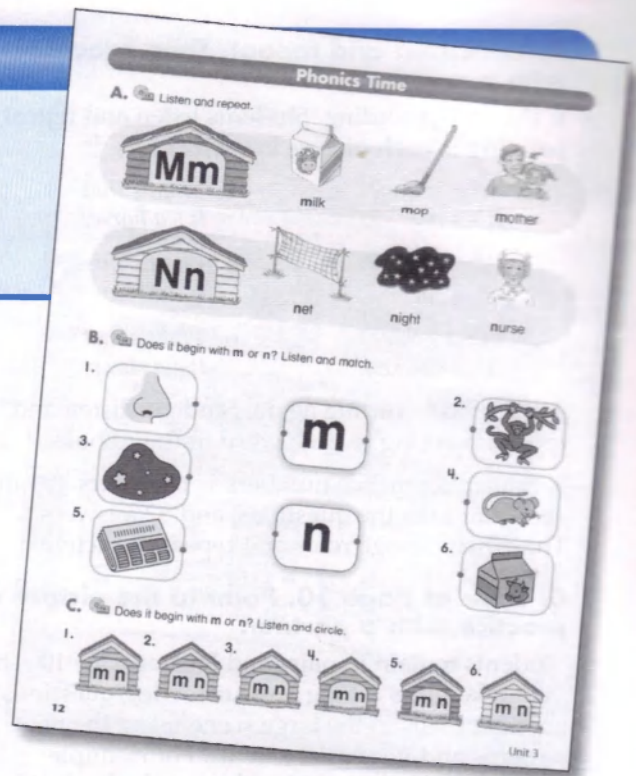 Phonics Time
A. Listen and repeat.
Mm
milk
mop
mother
Nn
net
night
nurse
B. Does it begin with m or n? Listen and match.
1.
2.
m
3.
4.
n
5.
6.
C. Does it begin with m or n? Listen and circle.
1. 2. 3. 4. 5. 6.
m n m n m n m n m n m n
12
Unit 3